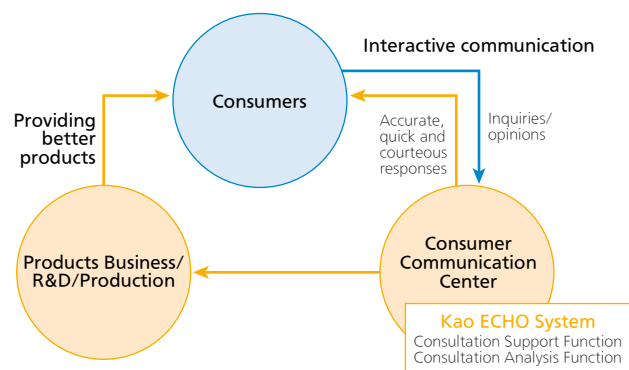 Interactive communication
Consumers
Providing
better
products
Accurate,
quick and
courteous
responses
Inquiries/
opinions
Products Business/
R&D/Production
Consumer
Communication
Center
Kao ECHO System
Consultation Support Function
Consultation Analysis Function